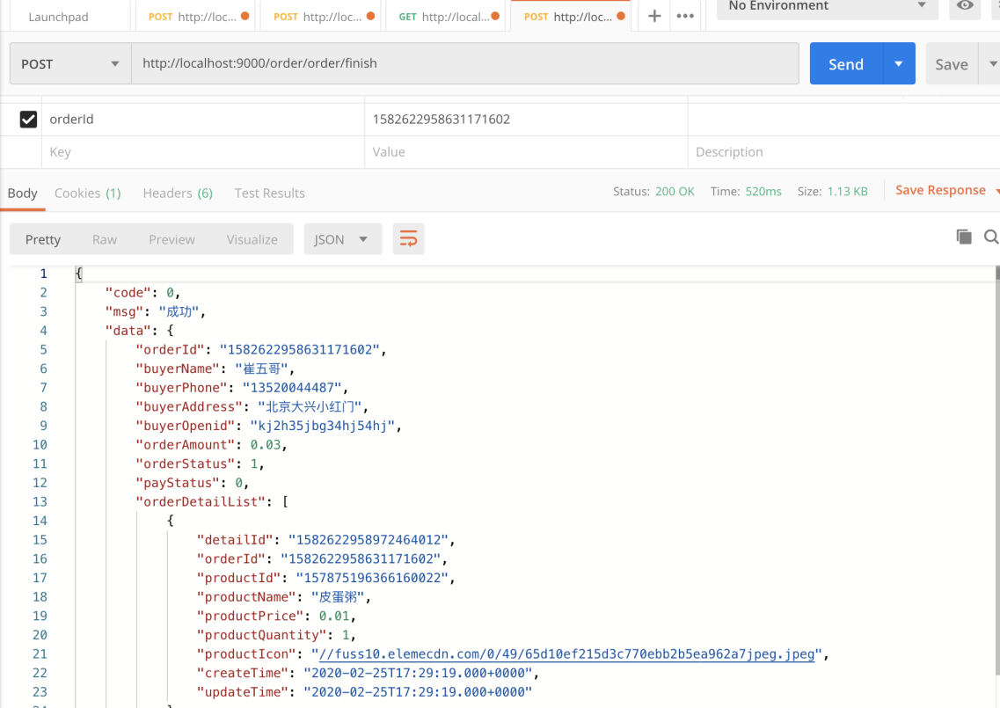 Launchpad
POST http://loc...
POST http://loc...
GET http://local...
POST http://loc...
No Environment
POST
http://localhost:9000/order/order/finish
Send
Save
orderId 1582622958631171602
Key Value Description
Body Cookies (1) Headers (6) Test Results
Status: 200 OK Time: 520ms Size: 1.13 KB
Save Response
Pretty Raw Preview Visualize JSON
1 {
2 "code": 0,
3 "msg": "成功",
4 "data": {
5 "orderId": "1582622958631171602",
6 "buyerName": "崔五哥",
7 "buyerPhone": "13520044487",
8 "buyerAddress": "北京大兴小红门",
9 "buyerOpenid": "kj2h35jbg34hj54hj",
10 "orderAmount": 0.03,
11 "orderStatus": 1,
12 "payStatus": 0,
13 "orderDetailList": [
14 {
15 "detailId": "1582622958972464012",
16 "orderId": "1582622958631171602",
17 "productId": "157875196366160022",
18 "productName": "皮蛋粥",
19 "productPrice": 0.01,
20 "productQuantity": 1,
21 "productIcon": "//fuss10.elemecdn.com/0/49/65d10ef215d3c770ebb2b5ea962a7jpeg.jpeg",
22 "createTime": "2020-02-25T17:29:19.000+0000",
23 "updateTime": "2020-02-25T17:29:19.000+0000"